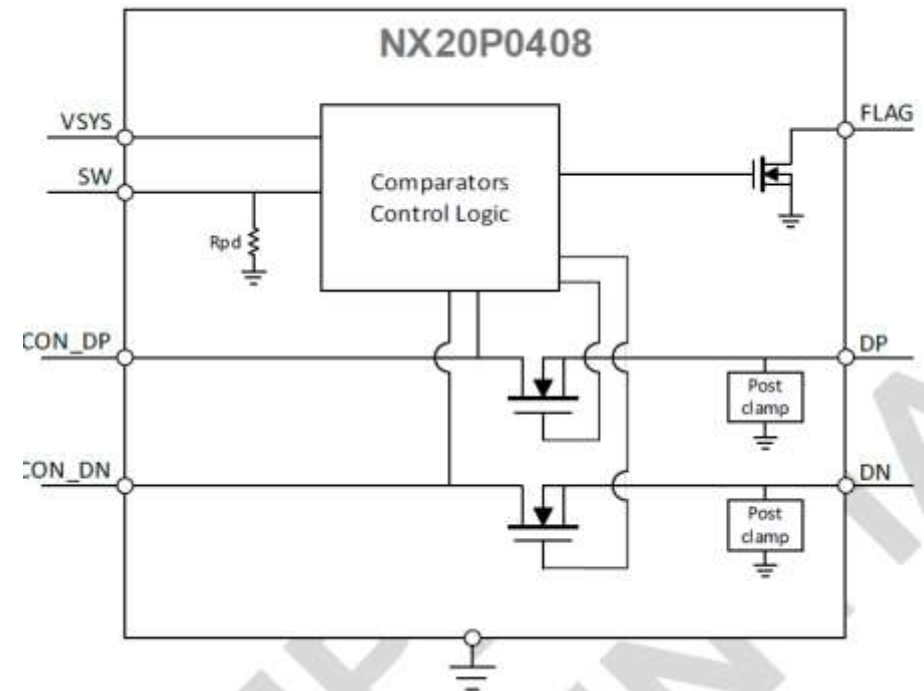 NX20P0408
VSYS
FLAG
SW
Comparators
Control Logic
Rpd
CON_DP
DP
Post
clamp
CON_DN
DN
Post
clamp